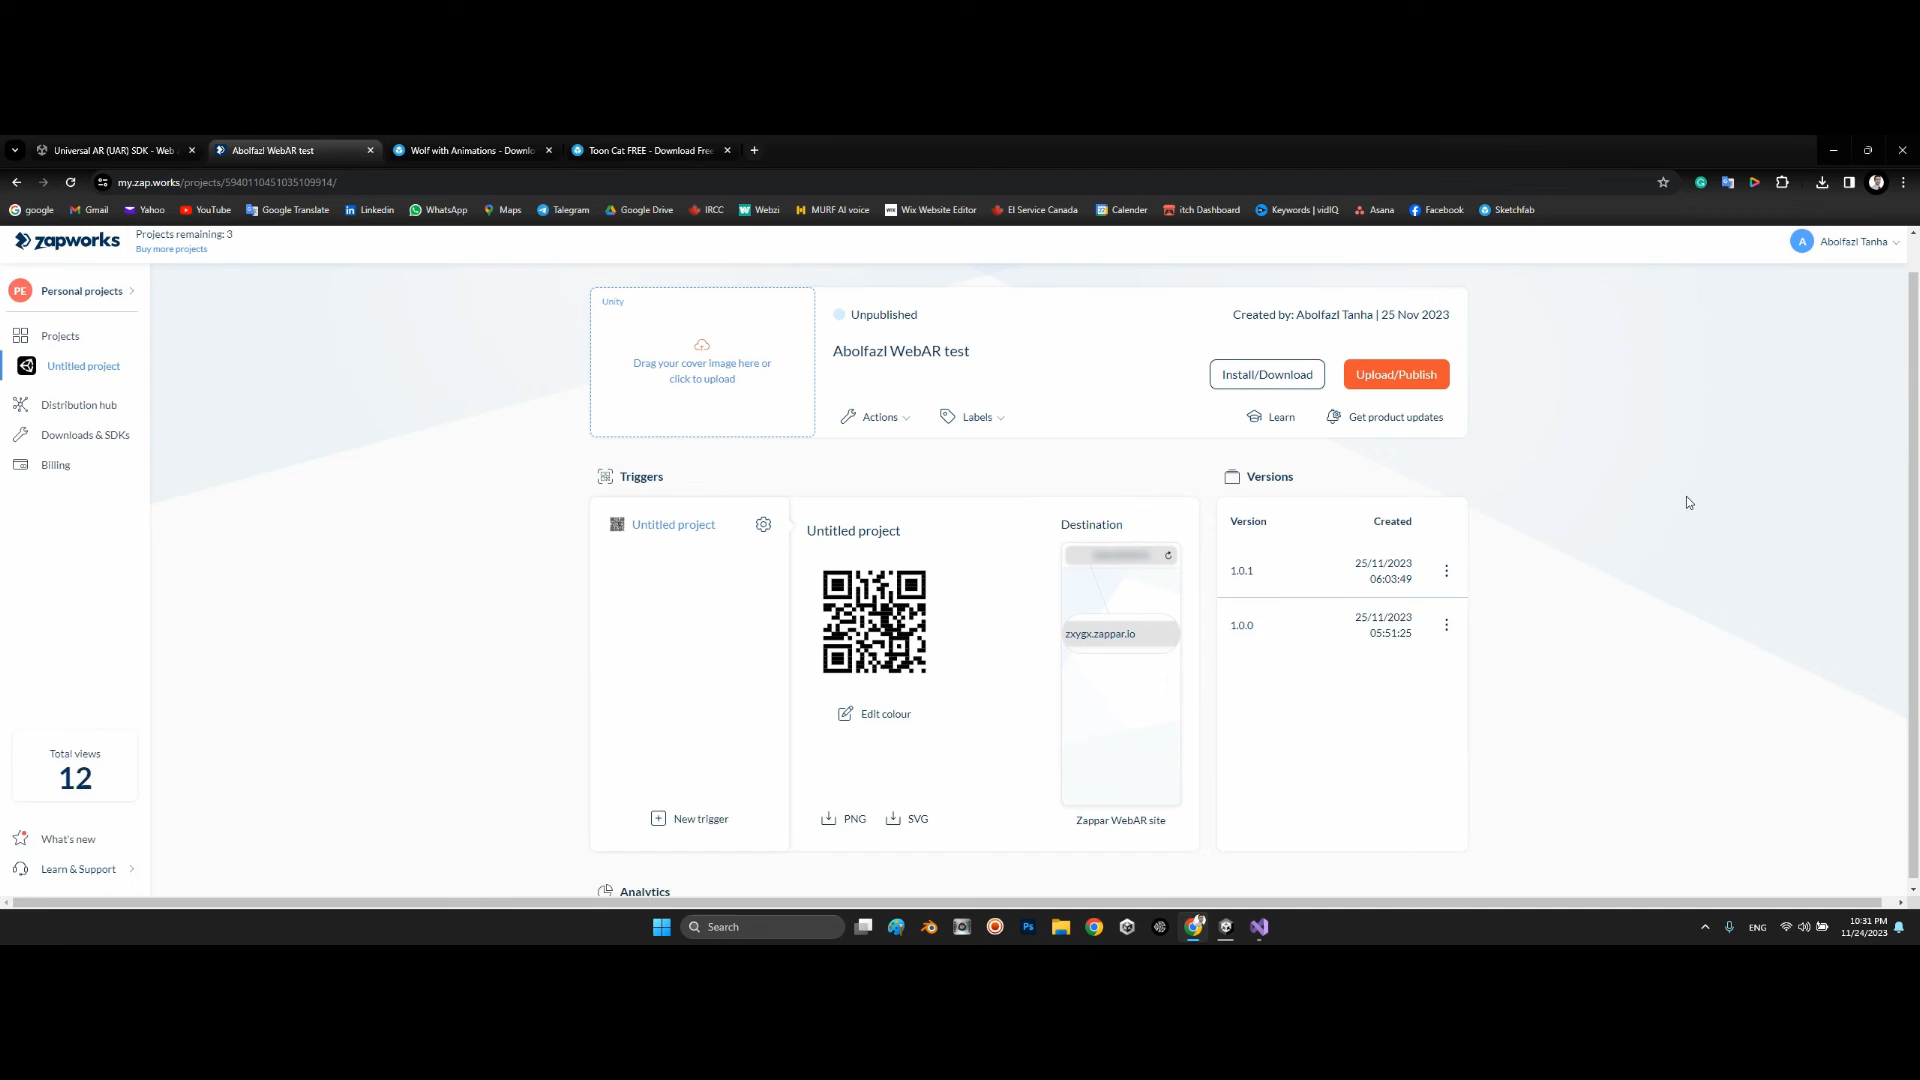 Universal AR (UAR) SDK - Web
Abolfazl WebAR test
Wolf with Animations - Downlo
Toon Cat FREE - Download Free
my.zap.works/projects/5940110451035109914/
google
Gmail
Yahoo
YouTube
Google Translate
Linkedin
WhatsApp
Maps
Talegram
Google Drive
IRCC
Webzi
MURF AI voice
Wix Website Editor
EI Service Canada
Calender
itch Dashboard
Keywords | vidIQ
Asana
Facebook
Sketchfab
zapworks
Projects remaining: 3
Buy more projects
A
Abolfazl Tanha
PE
Personal projects
Projects
Untitled project
Distribution hub
Downloads & SDKs
Billing
Total views
12
What's new
Learn & Support
Unity
Drag your cover image here or
click to upload
Unpublished
Created by: Abolfazl Tanha | 25 Nov 2023
Abolfazl WebAR test
Install/Download
Upload/Publish
Actions
Labels
Learn
Get product updates
Triggers
Untitled project
New trigger
Untitled project
Edit colour
PNG
SVG
Destination
zxygx.zappar.io
Zappar WebAR site
Versions
Version
Created
1.0.1
25/11/2023
06:03:49
1.0.0
25/11/2023
05:51:25
Analytics
Search
Ps
ENG
10:31 PM
11/24/2023